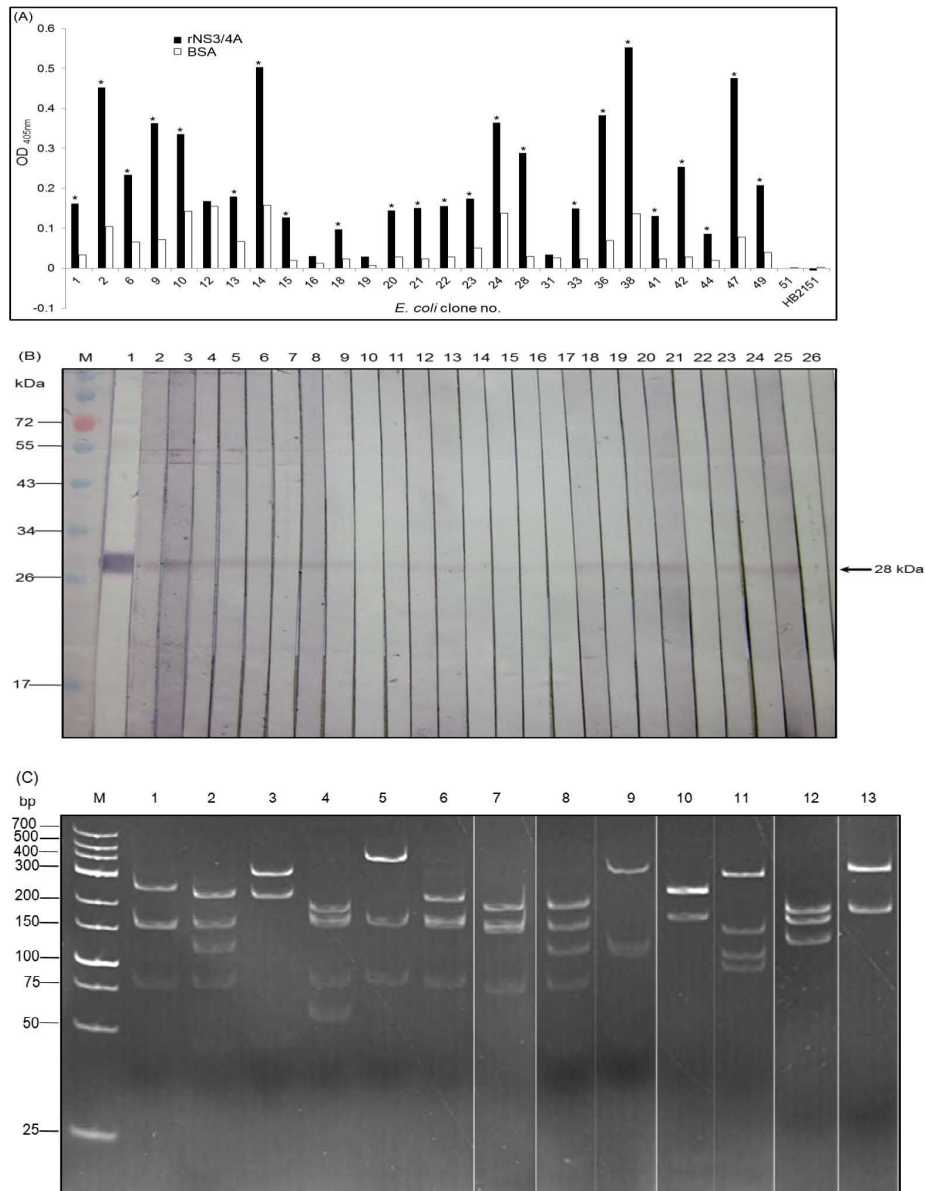 (A)
0.6
0.5
0.4
0.3
0.2
0.1
0
-0.1
OD 405nm
rNS3/4A
BSA
* * * * * * * * * * * * * * * * * * * * *
1 2 6 9 10 12 13 14 15 16 18 19 20 21 22 23 24 28 31 33 36 38 41 42 44 47 49 51 HB2151
E. coli clone no.
(B)
M 1 2 3 4 5 6 7 8 9 10 11 12 13 14 15 16 17 18 19 20 21 22 23 24 25 26
kDa
72
55
43
34
26
28 kDa
17
(C)
bp M 1 2 3 4 5 6 7 8 9 10 11 12 13
700
500
400
300
200
150
100
75
50
25